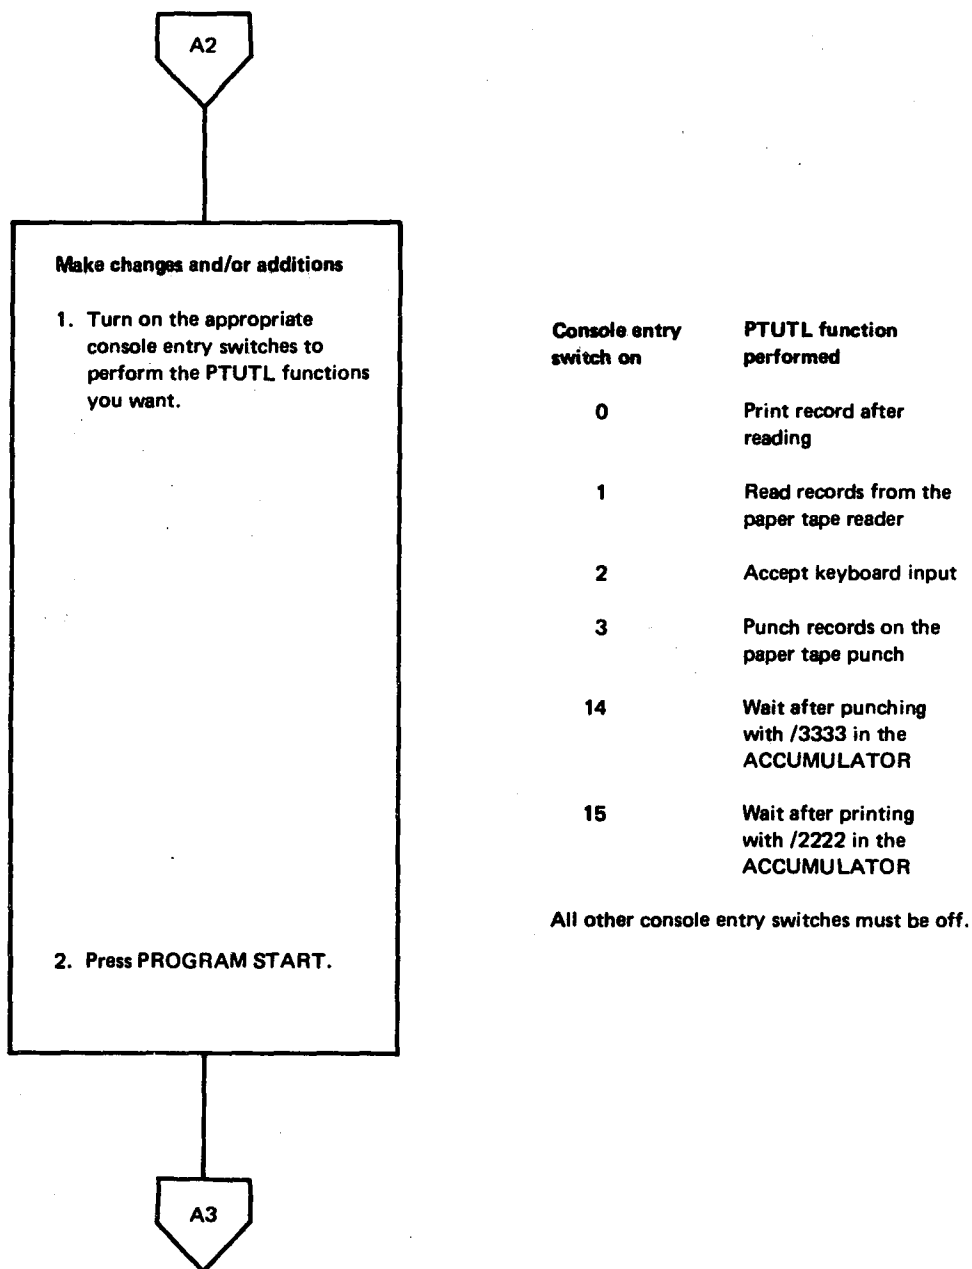 A2
Make changes and/or additions
1. Turn on the appropriate
console entry switches to
perform the PTUTL functions
you want.
2. Press PROGRAM START.
Console entry
switch on
PTUTL function
performed
0
Print record after
reading
1
Read records from the
paper tape reader
2
Accept keyboard input
3
Punch records on the
paper tape punch
14
Wait after punching
with /3333 in the
ACCUMULATOR
15
Wait after printing
with /2222 in the
ACCUMULATOR
All other console entry switches must be off.
A3